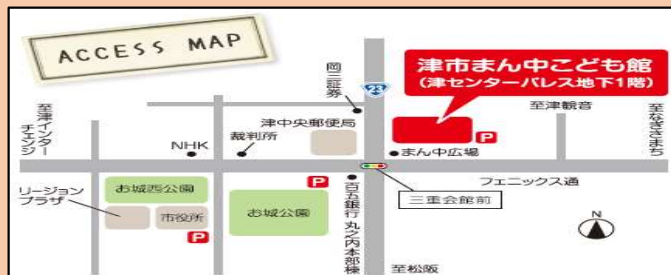 ACCESS MAP
津市まん中こども館
(津センターパレス地下1階)
岡三証券
23
至津インターチェンジ
津中央郵便局
至津観音
至なぎさまち
NHK
裁判所
P
まん中広場
リージョン
プラザ
お城西公園
P
フェニックス通
市役所
お城公園
三重会館前
P
百五銀行 丸之内本部棟
N
至松阪